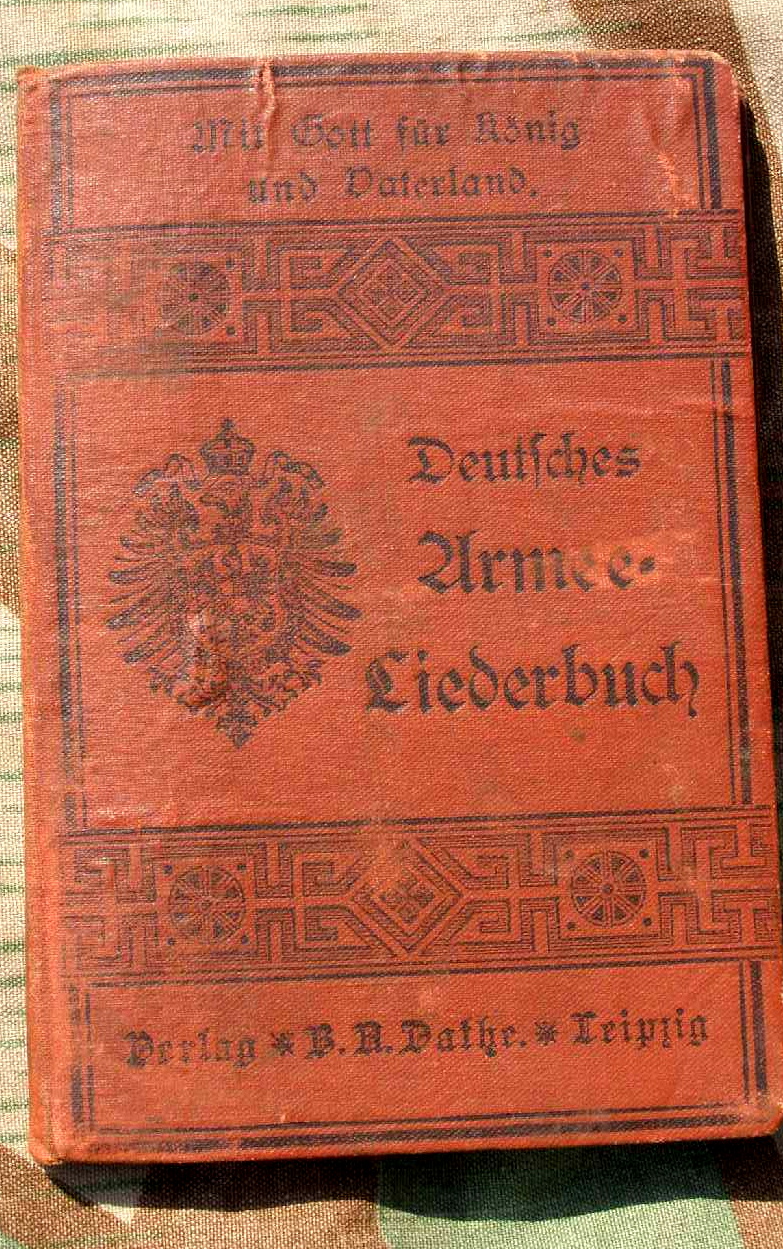 Mit Gott für König
und Vaterland.
Deutsches
Armee-
Liederbuch
Verlag * B. A. Dathe. * Leipzig